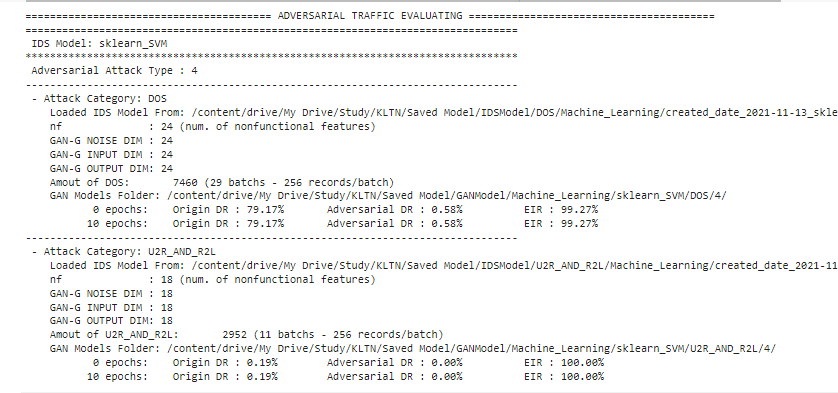 ======================================== ADVERSARIAL TRAFFIC EVALUATING ========================================
================================================================================
IDS Model: sklearn_SVM
********************************************************************************
Adversarial Attack Type : 4
--------------------------------------------------------------------------------
- Attack Category: DOS
Loaded IDS Model From: /content/drive/My Drive/Study/KLTN/Saved Model/IDSModel/DOS/Machine_Learning/created_date_2021-11-13_skle
nf : 24 (num. of nonfunctional features)
GAN-G NOISE DIM : 24
GAN-G INPUT DIM : 24
GAN-G OUTPUT DIM: 24
Amout of DOS: 7460 (29 batchs - 256 records/batch)
GAN Models Folder: /content/drive/My Drive/Study/KLTN/Saved Model/GANModel/Machine_Learning/sklearn_SVM/DOS/4/
0 epochs: Origin DR : 79.17% Adversarial DR : 0.58% EIR : 99.27%
10 epochs: Origin DR : 79.17% Adversarial DR : 0.58% EIR : 99.27%
--------------------------------------------------------------------------------
- Attack Category: U2R_AND_R2L
Loaded IDS Model From: /content/drive/My Drive/Study/KLTN/Saved Model/IDSModel/U2R_AND_R2L/Machine_Learning/created_date_2021-11
nf : 18 (num. of nonfunctional features)
GAN-G NOISE DIM : 18
GAN-G INPUT DIM : 18
GAN-G OUTPUT DIM: 18
Amout of U2R_AND_R2L: 2952 (11 batchs - 256 records/batch)
GAN Models Folder: /content/drive/My Drive/Study/KLTN/Saved Model/GANModel/Machine_Learning/sklearn_SVM/U2R_AND_R2L/4/
0 epochs: Origin DR : 0.19% Adversarial DR : 0.00% EIR : 100.00%
10 epochs: Origin DR : 0.19% Adversarial DR : 0.00% EIR : 100.00%